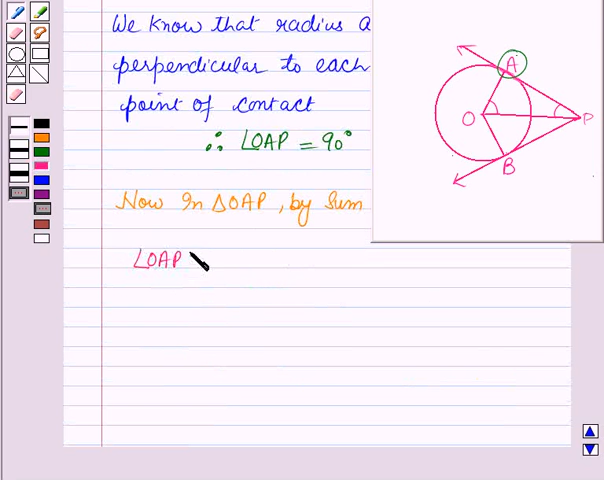 We know that radius a
perpendicular to each
point of contact
∴ ∠OAP = 90°
Now In ΔOAP, by Sum
∠OAP
A
O
P
B